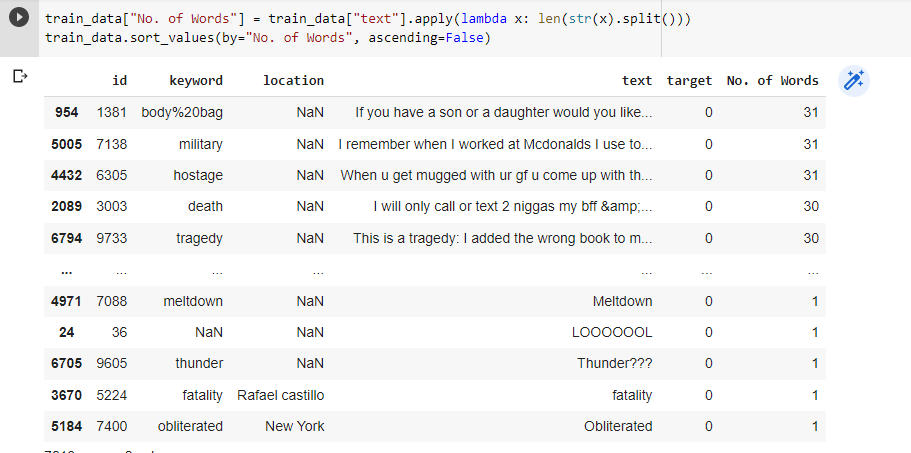 train_data["No. of Words"] = train_data["text"].apply(lambda x: len(str(x).split()))
train_data.sort_values(by="No. of Words", ascending=False)
id keyword location text target No. of Words
954 1381 body%20bag NaN If you have a son or a daughter would you like... 0 31
5005 7138 military NaN I remember when I worked at Mcdonalds I use to... 0 31
4432 6305 hostage NaN When u get mugged with ur gf u come up with th... 0 31
2089 3003 death NaN I will only call or text 2 niggas my bff &amp;... 0 30
6794 9733 tragedy NaN This is a tragedy: I added the wrong book to m... 0 30
... ... ... ... ... ... ...
4971 7088 meltdown NaN Meltdown 0 1
24 36 NaN NaN LOOOOOOL 0 1
6705 9605 thunder NaN Thunder??? 0 1
3670 5224 fatality Rafael castillo fatality 0 1
5184 7400 obliterated New York Obliterated 0 1